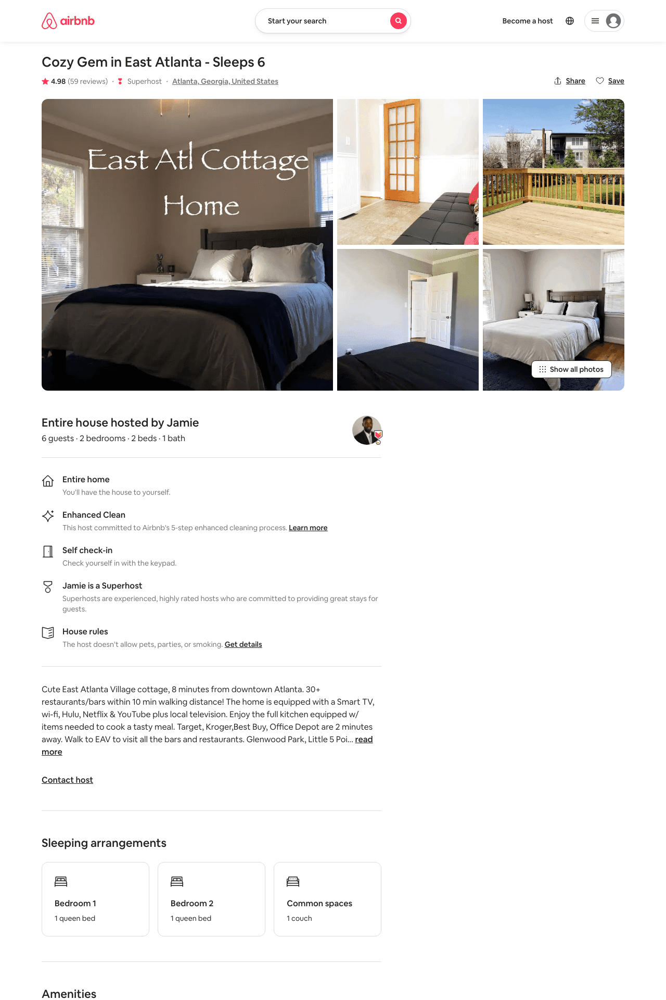 airbnb
Start your search
Become a host
Cozy Gem in East Atlanta - Sleeps 6
4.98 (59 reviews) · Superhost · Atlanta, Georgia, United States
Share
Save
East Atl Cottage
Home
Show all photos
Entire house hosted by Jamie
6 guests · 2 bedrooms · 2 beds · 1 bath
Entire home
You’ll have the house to yourself.
Enhanced Clean
This host committed to Airbnb's 5-step enhanced cleaning process. Learn more
Self check-in
Check yourself in with the keypad.
Jamie is a Superhost
Superhosts are experienced, highly rated hosts who are committed to providing great stays for
guests.
House rules
The host doesn’t allow pets, parties, or smoking. Get details
Cute East Atlanta Village cottage, 8 minutes from downtown Atlanta. 30+
restaurants/bars within 10 min walking distance! The home is equipped with a Smart TV,
wi-fi, Hulu, Netflix & YouTube plus local television. Enjoy the full kitchen equipped w/
items needed to cook a tasty meal. Target, Kroger,Best Buy, Office Depot are 2 minutes
away. Walk to EAV to visit all the bars and restaurants. Glenwood Park, Little 5 Poi... read
more
Contact host
Sleeping arrangements
Bedroom 1
1 queen bed
Bedroom 2
1 queen bed
Common spaces
1 couch
Amenities